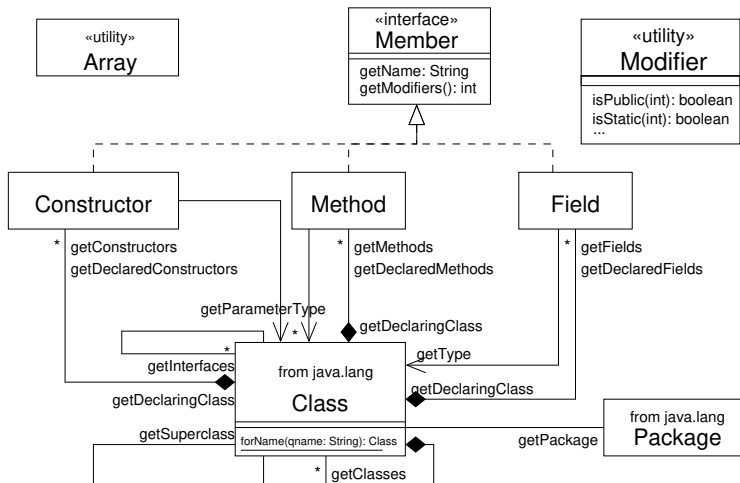 «utility»
Array
«interface»
Member
getName: String
getModifiers(): int
«utility»
Modifier
isPublic(int): boolean
isStatic(int): boolean
...
Constructor
Method
Field
* getConstructors
getDeclaredConstructors
* getMethods
getDeclaredMethods
* getFields
getDeclaredFields
getParameterType
*
getDeclaringClass
*
getInterfaces
getType
from java.lang
Class
getDeclaringClass
getDeclaringClass
getSuperclass
forName(qname: String): Class
getPackage
from java.lang
Package
* getClasses